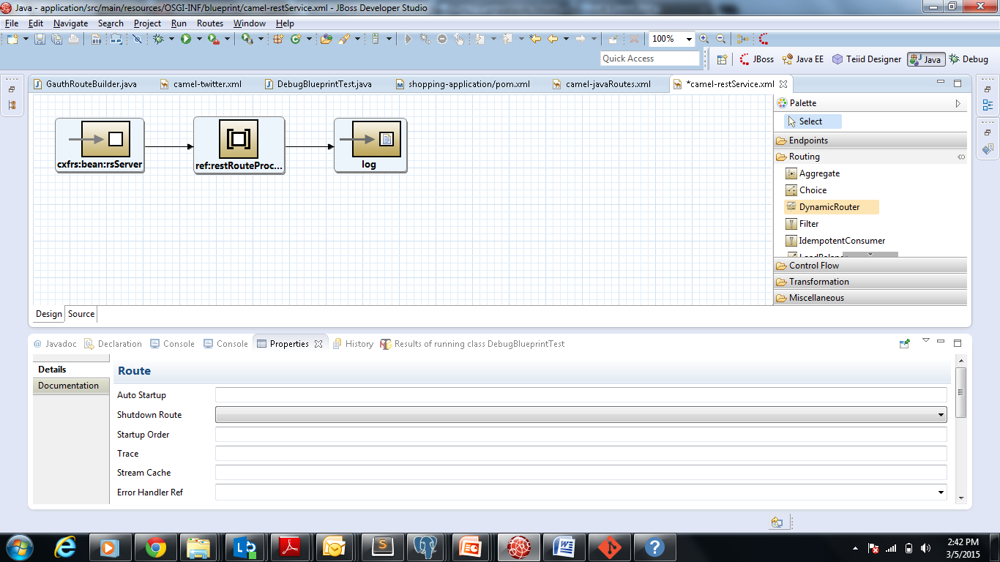 Java - application/src/main/resources/OSGI-INF/blueprint/camel-restService.xml - JBoss Developer Studio
File Edit Navigate Search Project Run Routes Window Help
100%
Quick Access JBoss Java EE Teiid Designer Java Debug
GauthRouteBuilder.java camel-twitter.xml DebugBlueprintTest.java shopping-application/pom.xml camel-javaRoutes.xml *camel-restService.xml
cxfrs:bean:rsServer ref:restRouteProc... log
Palette
Select
Endpoints
Routing
Aggregate
Choice
DynamicRouter
Filter
IdempotentConsumer
Control Flow
Transformation
Miscellaneous
Design Source
@ Javadoc Declaration Console Console Properties History Results of running class DebugBlueprintTest
Details
Documentation
Route
Auto Startup
Shutdown Route
Startup Order
Trace
Stream Cache
Error Handler Ref
2:42 PM
3/5/2015